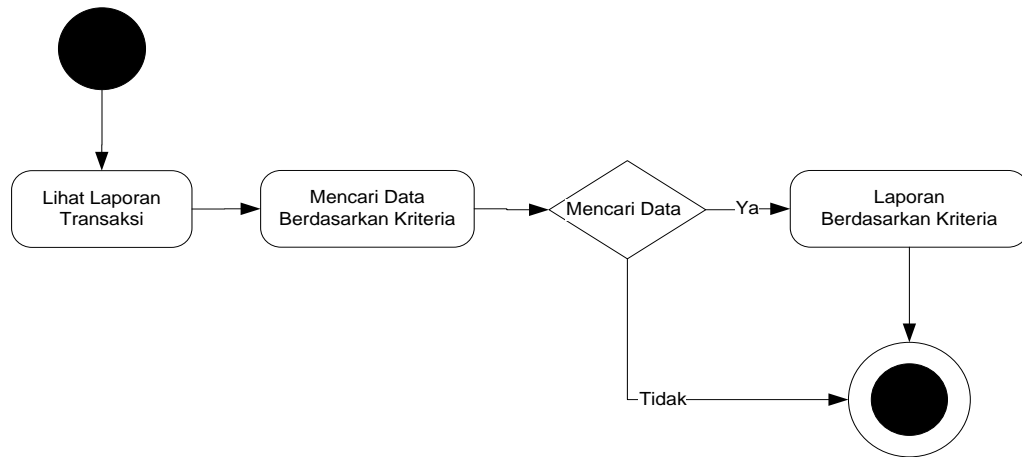 Lihat Laporan
Transaksi
Mencari Data
Berdasarkan Kriteria
Mencari Data
Ya
Laporan
Berdasarkan Kriteria
Tidak